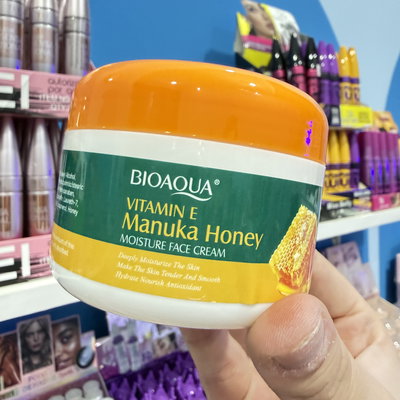 BIOAQUA®
VITAMIN E
Manuka Honey
MOISTURE FACE CREAM
Deeply Moisturize The Skin
Make The Skin Tender And Smooth
Hydrate Nourish Antioxidant